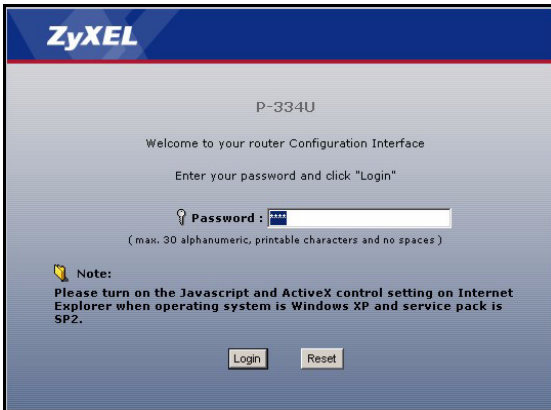 ZyXEL
P-334U
Welcome to your router Configuration Interface
Enter your password and click "Login"
Password : ****
( max. 30 alphanumeric, printable characters and no spaces )
Note:
Please turn on the Javascript and ActiveX control setting on Internet
Explorer when operating system is Windows XP and service pack is
SP2.
Login Reset